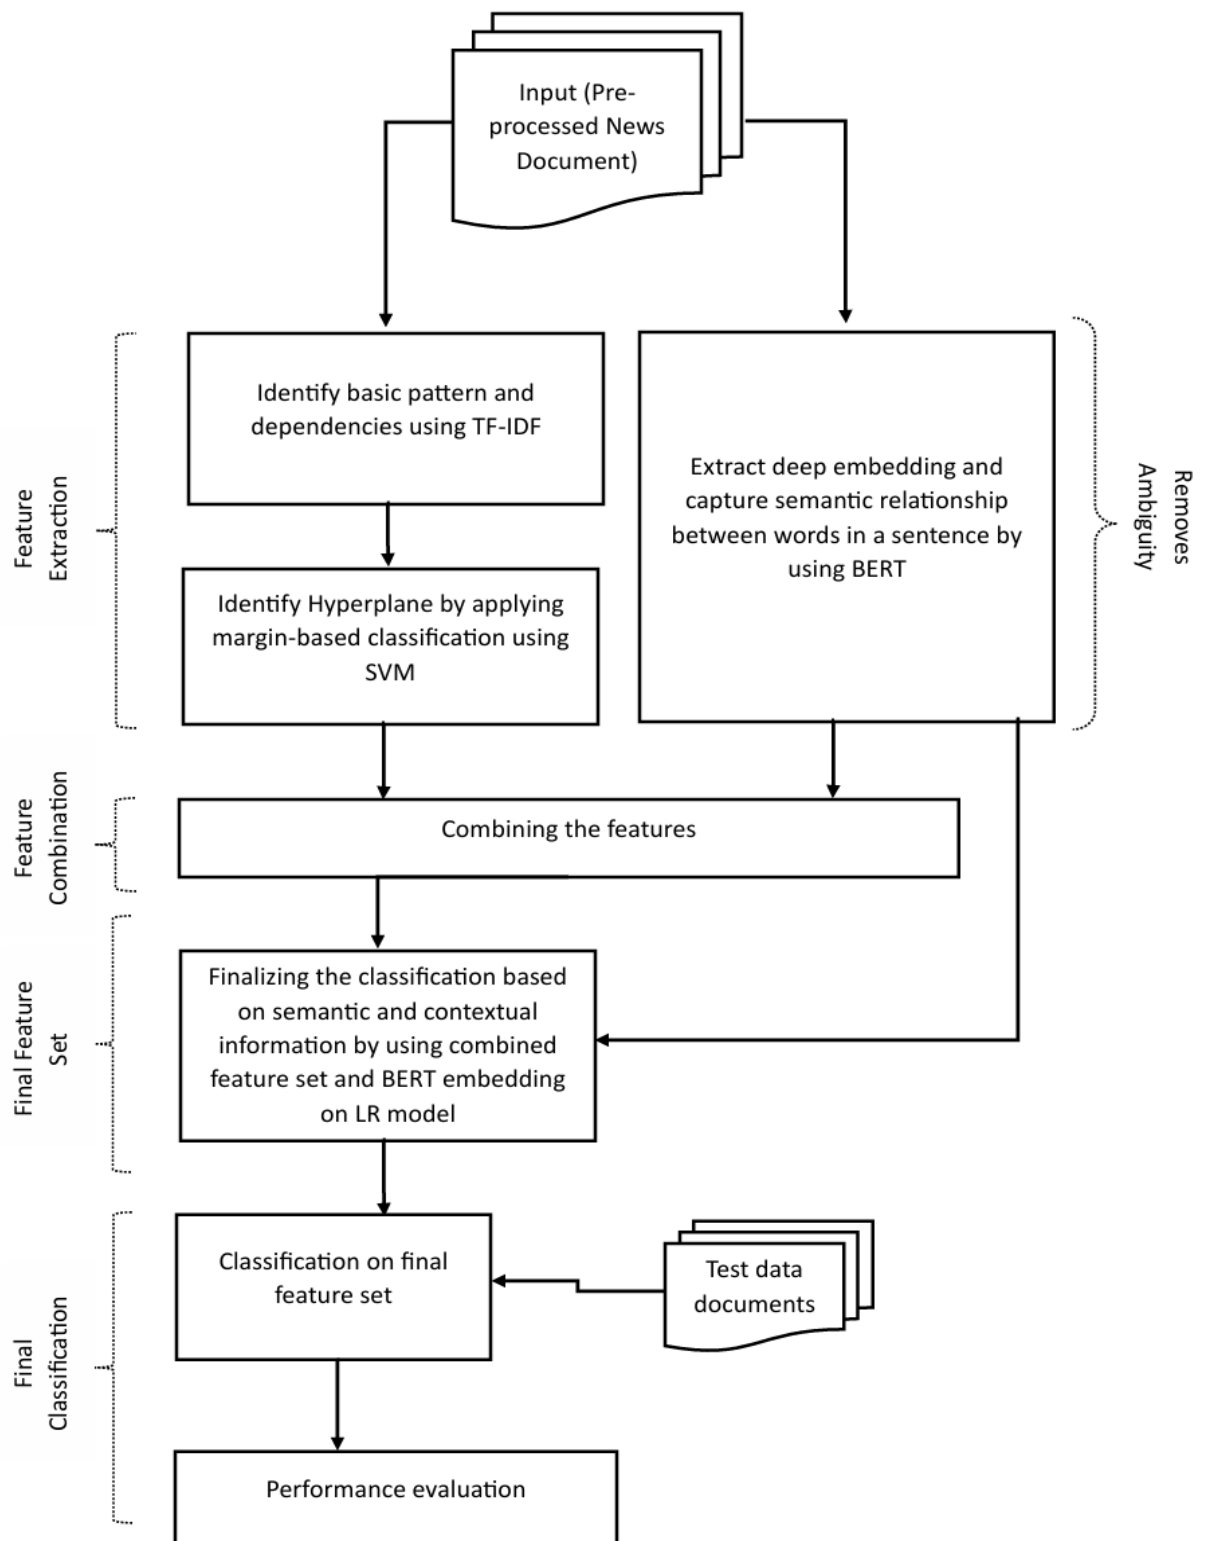 Input (Pre-
processed News
Document)
Identify basic pattern and
dependencies using TF-IDF
Extract deep embedding and
capture semantic relationship
between words in a sentence by
using BERT
Removes
Ambiguity
Feature
Extraction
Identify Hyperplane by applying
margin-based classification using
SVM
Feature
Combination
Combining the features
Final Feature
Set
Finalizing the classification based
on semantic and contextual
information by using combined
feature set and BERT embedding
on LR model
Classification on final
feature set
Test data
documents
Final
Classification
Performance evaluation